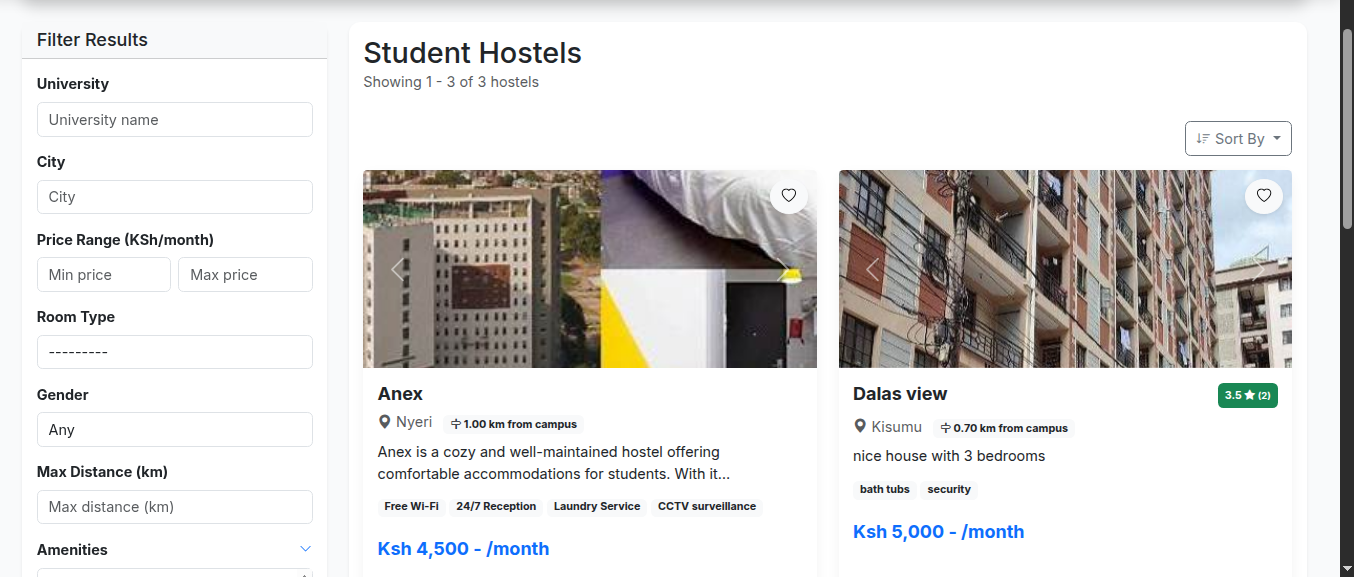 Filter Results
University
University name
City
City
Price Range (KSh/month)
Min price
Max price
Room Type
---------
Gender
Any
Max Distance (km)
Max distance (km)
Amenities
Student Hostels
Showing 1 - 3 of 3 hostels
Sort By
Anex
Nyeri 1.00 km from campus
Anex is a cozy and well-maintained hostel offering
comfortable accommodations for students. With it...
Free Wi-Fi 24/7 Reception Laundry Service CCTV surveillance
Ksh 4,500 - /month
Dalas view 3.5 ★ (2)
Kisumu 0.70 km from campus
nice house with 3 bedrooms
bath tubs security
Ksh 5,000 - /month